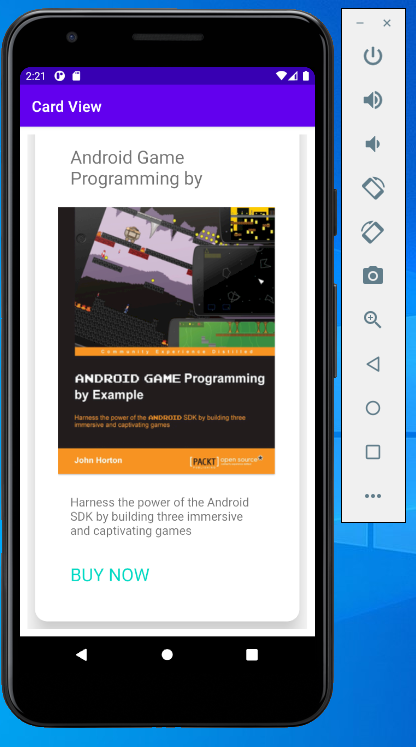 2:21
Card View
Android Game
Programming by
Community Experience Distilled
ANDROID GAME Programming
by Example
Harness the power of the ANDROID SDK by building three
immersive and captivating games
John Horton
[PACKT] open source*
PUBLISHING
Harness the power of the Android
SDK by building three immersive
and captivating games
BUY NOW